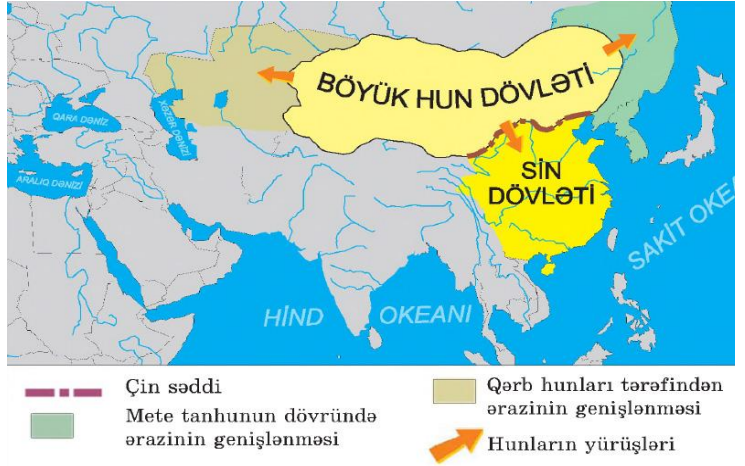 BÖYÜK HUN DÖVLƏTİ
QARA DƏNİZ
XƏZƏR DƏNİZİ
ARALIQ DƏNİZİ
SİN
DÖVLƏTİ
SAKİT OKEAN
HİND OKEANI
Çin səddi
Mete tanhunun dövründə
ərazinin genişlənməsi
Qərb hunları tərəfindən
ərazinin genişlənməsi
Hunların yürüşləri